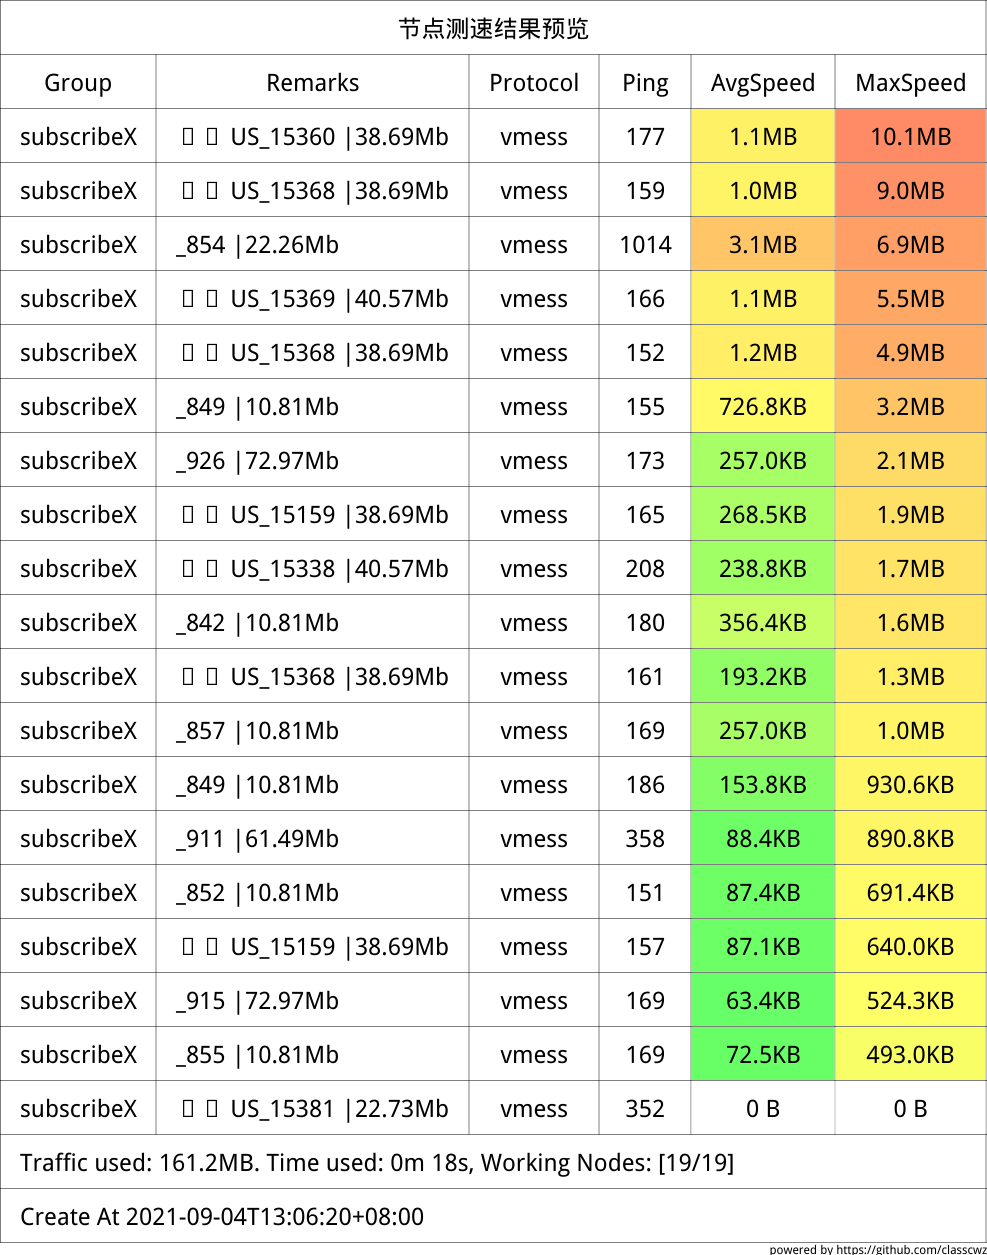 节点测速结果预览
Group Remarks Protocol Ping AvgSpeed MaxSpeed
subscribeX US_15360 |38.69Mb vmess 177 1.1MB 10.1MB
subscribeX US_15368 |38.69Mb vmess 159 1.0MB 9.0MB
subscribeX _854 |22.26Mb vmess 1014 3.1MB 6.9MB
subscribeX US_15369 |40.57Mb vmess 166 1.1MB 5.5MB
subscribeX US_15368 |38.69Mb vmess 152 1.2MB 4.9MB
subscribeX _849 |10.81Mb vmess 155 726.8KB 3.2MB
subscribeX _926 |72.97Mb vmess 173 257.0KB 2.1MB
subscribeX US_15159 |38.69Mb vmess 165 268.5KB 1.9MB
subscribeX US_15338 |40.57Mb vmess 208 238.8KB 1.7MB
subscribeX _842 |10.81Mb vmess 180 356.4KB 1.6MB
subscribeX US_15368 |38.69Mb vmess 161 193.2KB 1.3MB
subscribeX _857 |10.81Mb vmess 169 257.0KB 1.0MB
subscribeX _849 |10.81Mb vmess 186 153.8KB 930.6KB
subscribeX _911 |61.49Mb vmess 358 88.4KB 890.8KB
subscribeX _852 |10.81Mb vmess 151 87.4KB 691.4KB
subscribeX US_15159 |38.69Mb vmess 157 87.1KB 640.0KB
subscribeX _915 |72.97Mb vmess 169 63.4KB 524.3KB
subscribeX _855 |10.81Mb vmess 169 72.5KB 493.0KB
subscribeX US_15381 |22.73Mb vmess 352 0 B 0 B
Traffic used: 161.2MB. Time used: 0m 18s, Working Nodes: [19/19]
Create At 2021-09-04T13:06:20+08:00
powered by https://github.com/classcwz